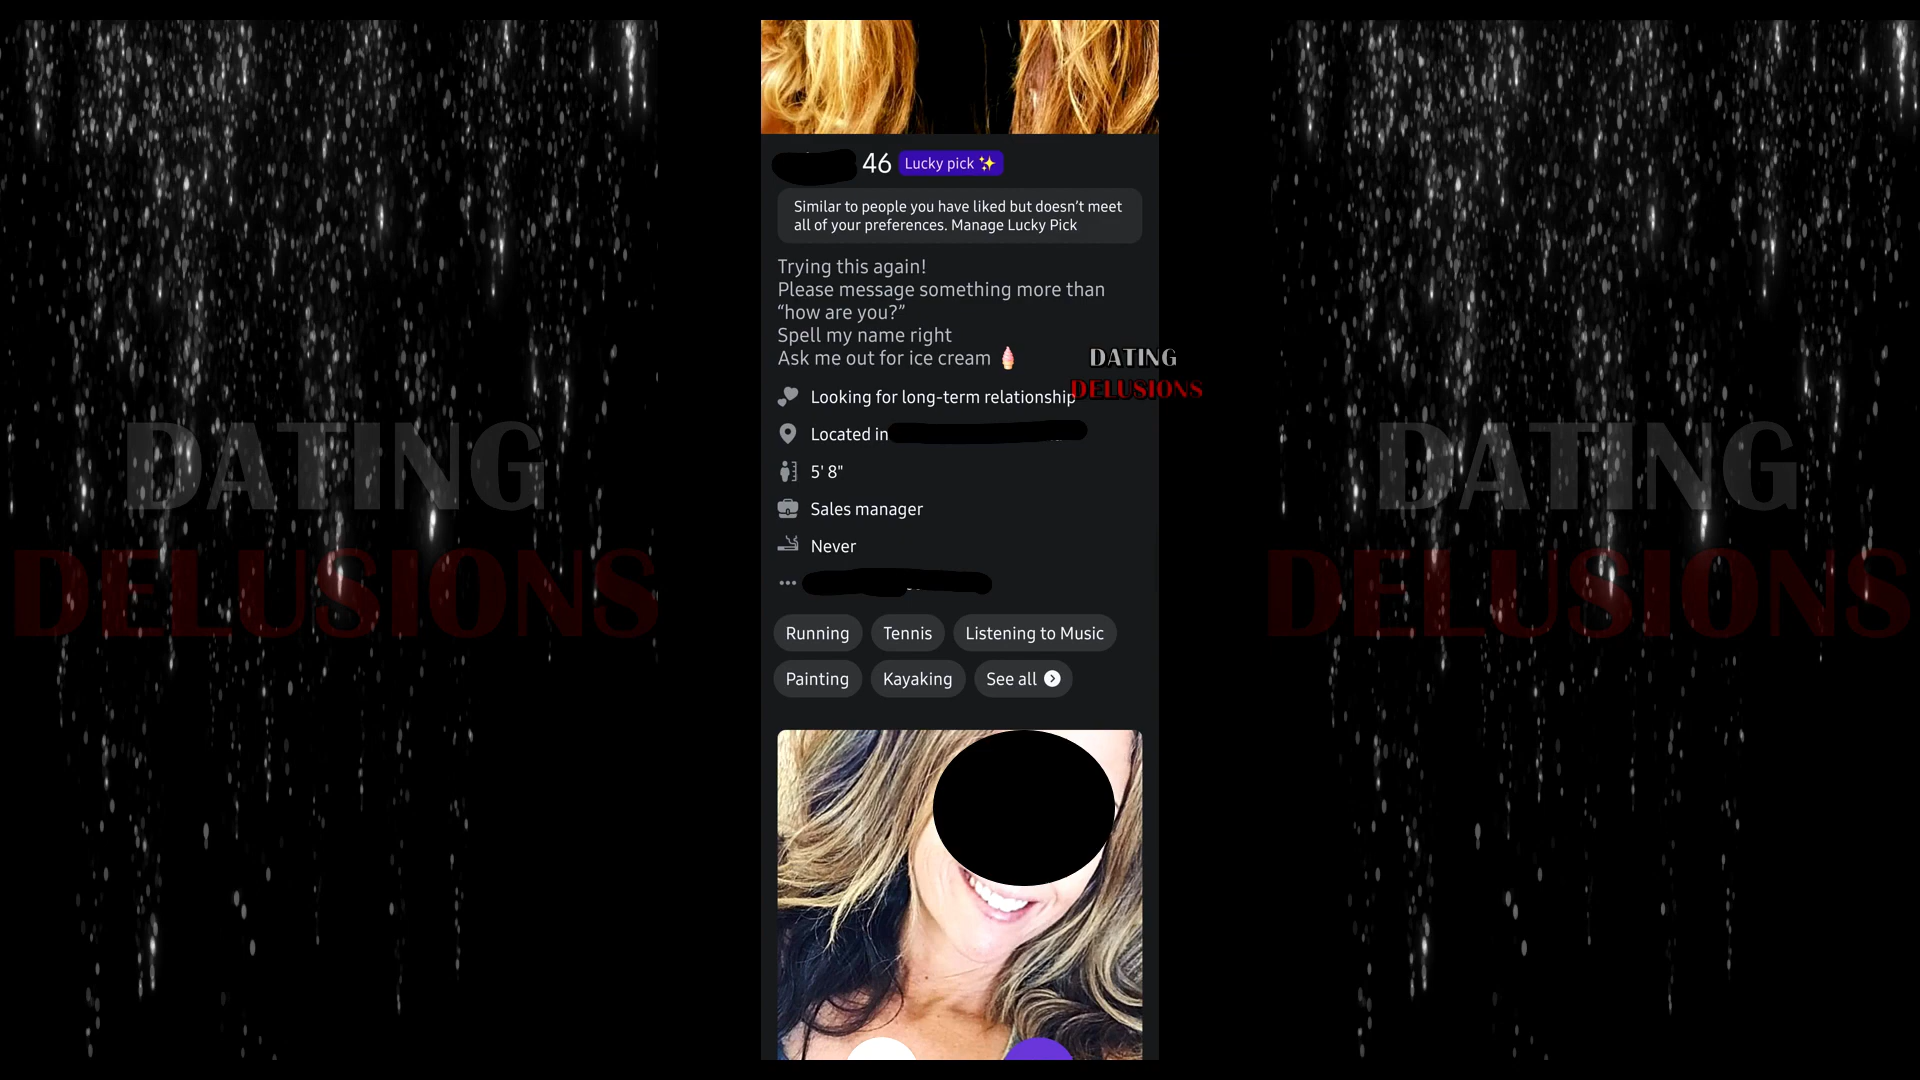 46 Lucky pick ✨
Similar to people you have liked but doesn't meet
all of your preferences. Manage Lucky Pick
Trying this again!
Please message something more than
“how are you?”
Spell my name right
Ask me out for ice cream 🍦
DATING
DELUSIONS
Looking for long-term relationship
Located in
5' 8"
Sales manager
Never
Running Tennis Listening to Music
Painting Kayaking See all
DATING
DELUSIONS
DATING
DELUSIONS